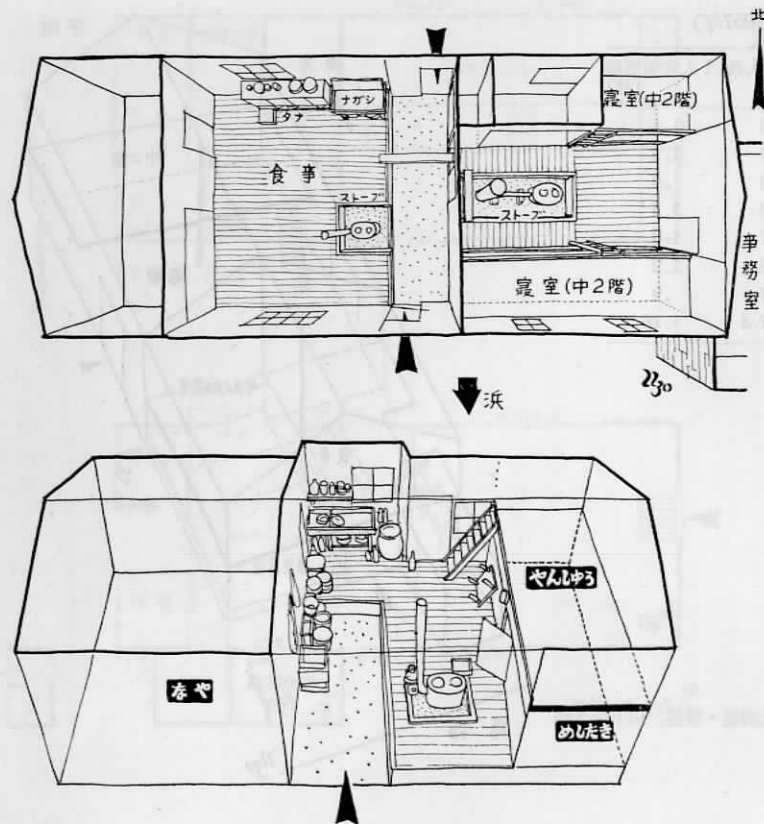 北
ナガシ
タナ
寝室(中2階)
食事
ストーブ
ストーブ
事務室
寝室(中2階)
浜
やんしゅう
なや
めしたき